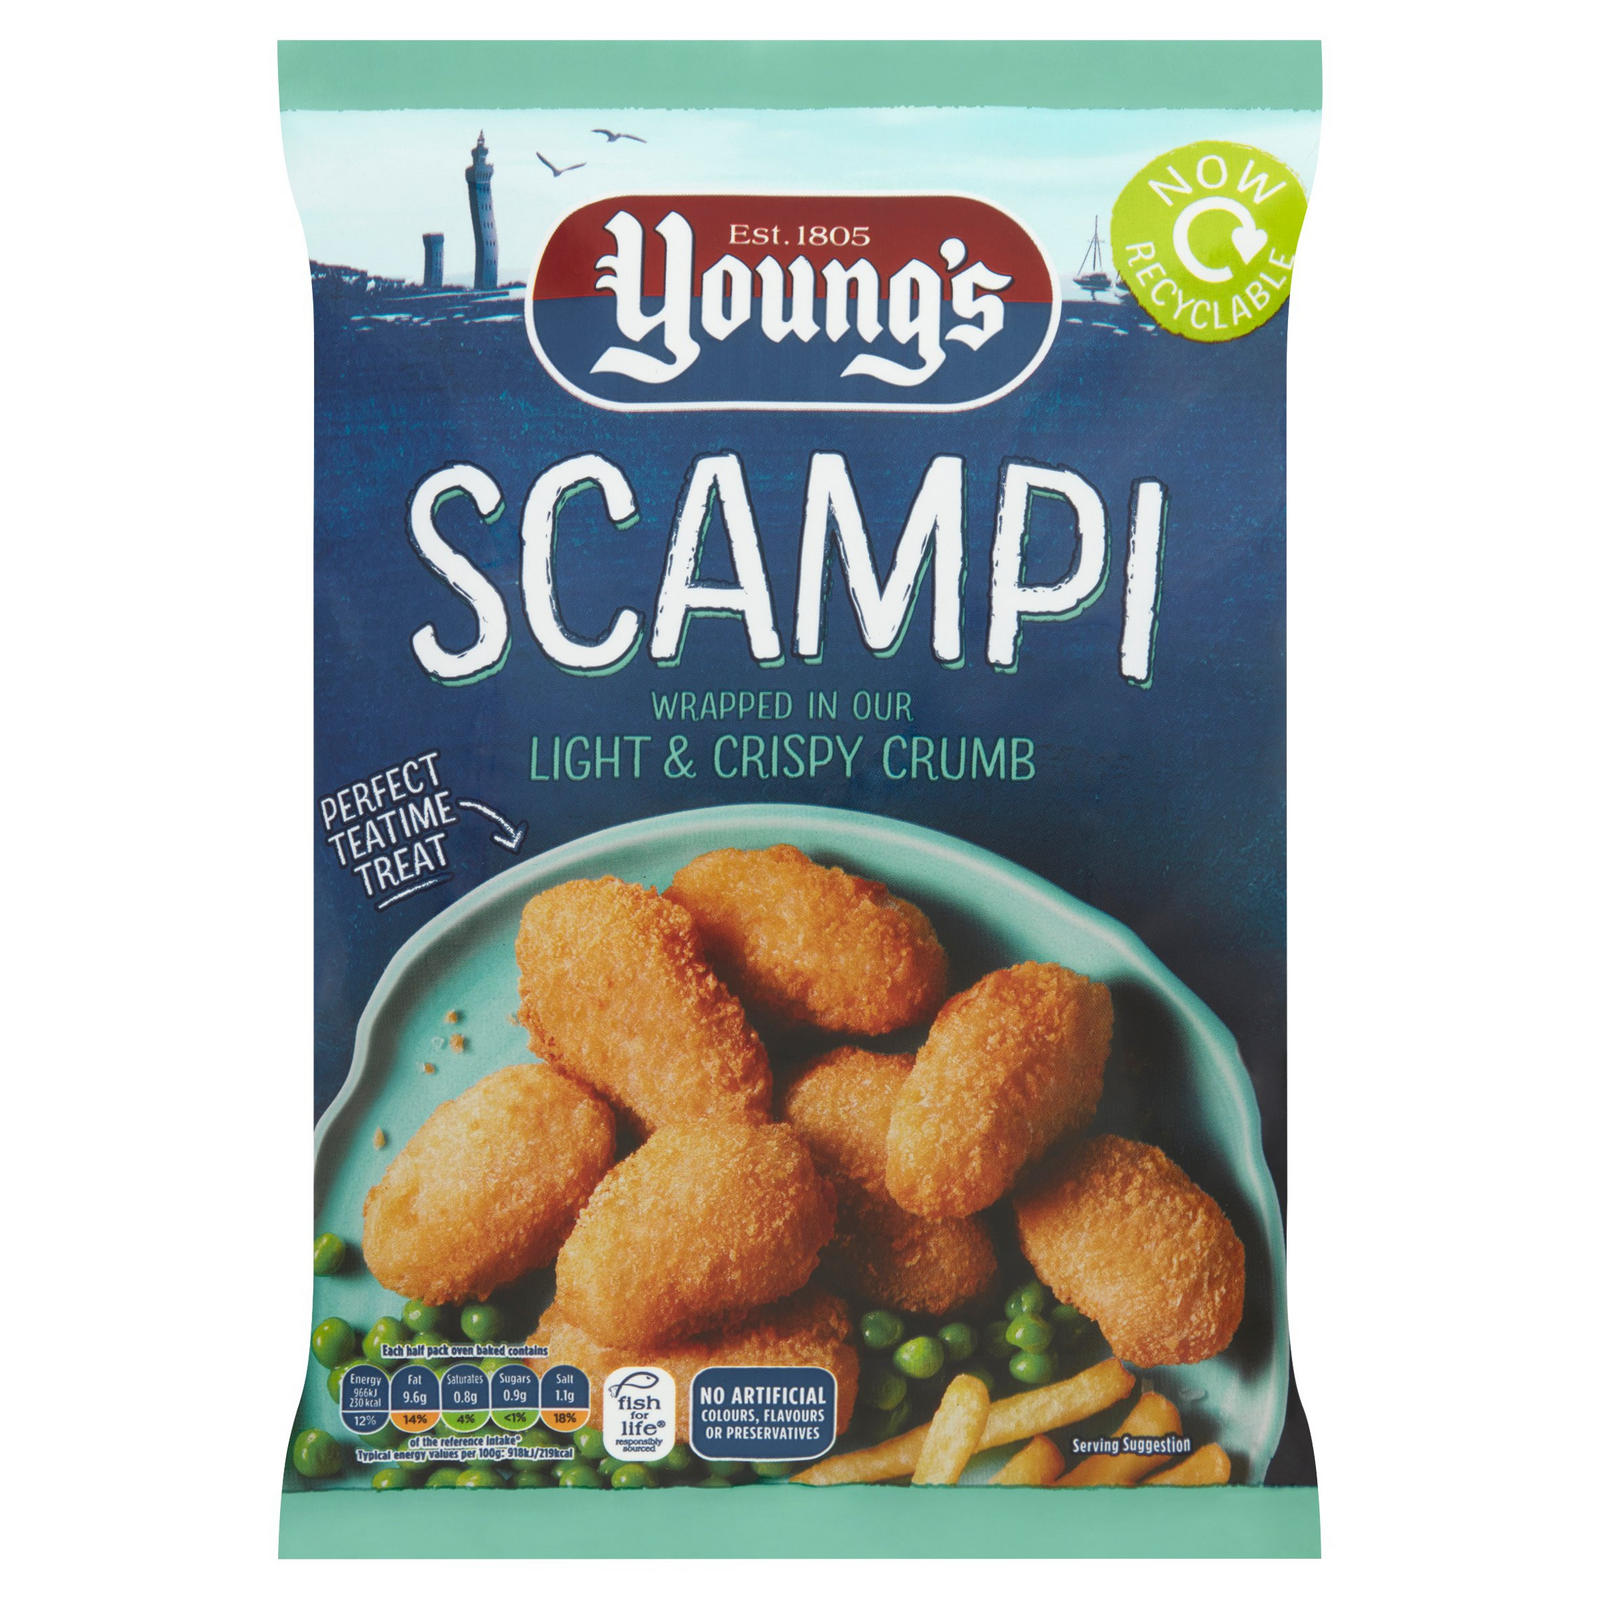 Est. 1805
Young's
NOW
RECYCLABLE
SCAMPI
WRAPPED IN OUR
LIGHT & CRISPY CRUMB
PERFECT
TEATIME
TREAT
Each half pack oven baked contains
Energy
966kJ
230 kcal
12%
Fat
9.6g
14%
Saturates
0.8g
4%
Sugars
0.9g
<1%
Salt
1.1g
18%
of the reference intake*
Typical energy values per 100g: 918kJ/219kcal
fish
for
life®
responsibly
sourced
NO ARTIFICIAL
COLOURS, FLAVOURS
OR PRESERVATIVES
Serving Suggestion